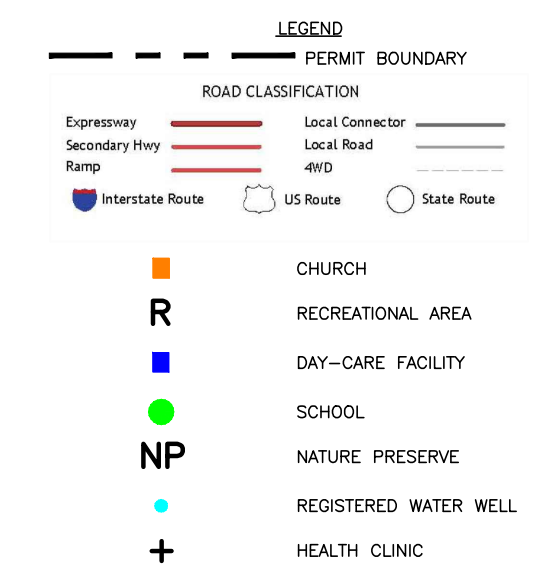 LEGEND
PERMIT BOUNDARY
ROAD CLASSIFICATION
Expressway
Local Connector
Secondary Hwy
Local Road
Ramp
4WD
Interstate Route
US Route
State Route
CHURCH
R RECREATIONAL AREA
DAY-CARE FACILITY
SCHOOL
NP NATURE PRESERVE
REGISTERED WATER WELL
HEALTH CLINIC